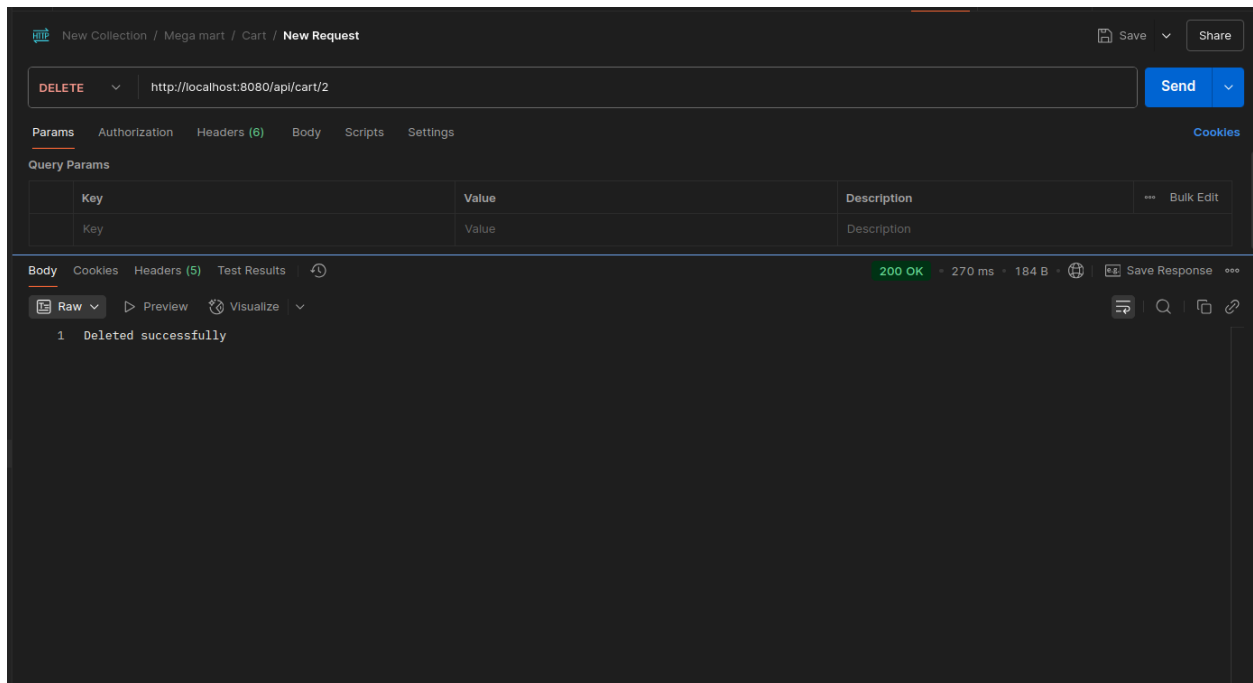 HTTP New Collection / Mega mart / Cart / New Request Save Share
DELETE http://localhost:8080/api/cart/2 Send
Params Authorization Headers (6) Body Scripts Settings Cookies
Query Params
Key Value Description Bulk Edit
Key Value Description
Body Cookies Headers (5) Test Results 200 OK 270 ms 184 B e.g. Save Response
Raw Preview Visualize
1 Deleted successfully